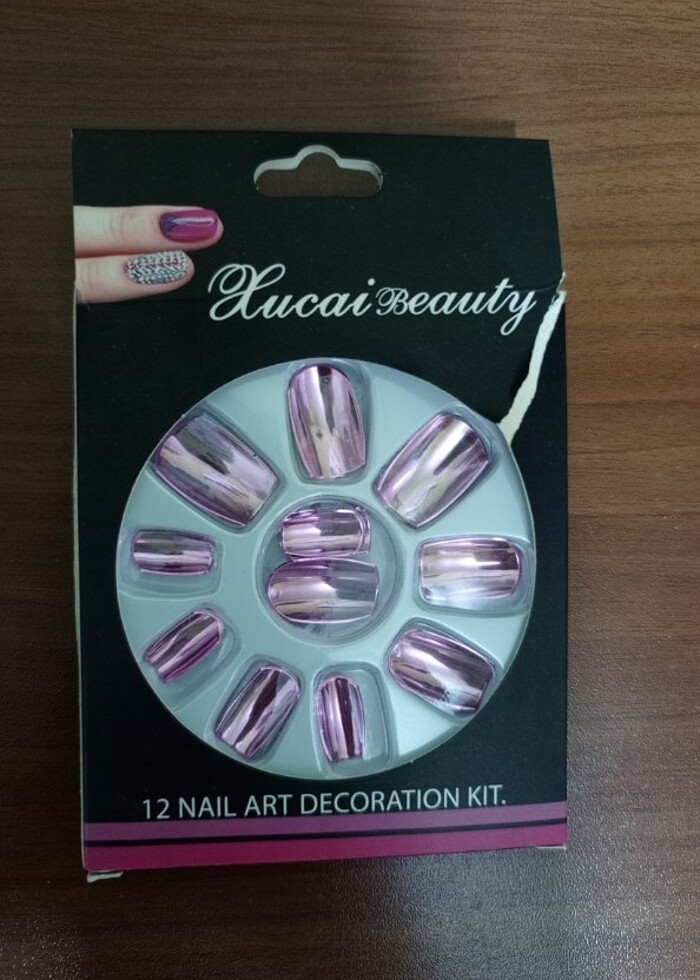 Xucai Beauty
12 NAIL ART DECORATION KIT.